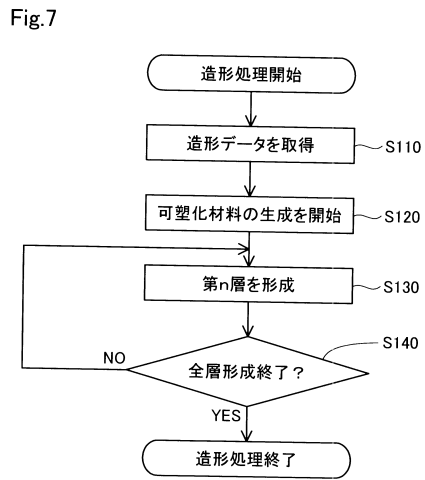 Fig.7
造形処理開始
造形データを取得
S110
可塑化材料の生成を開始
S120
第n層を形成
S130
S140
NO
全層形成終了?
YES
造形処理終了